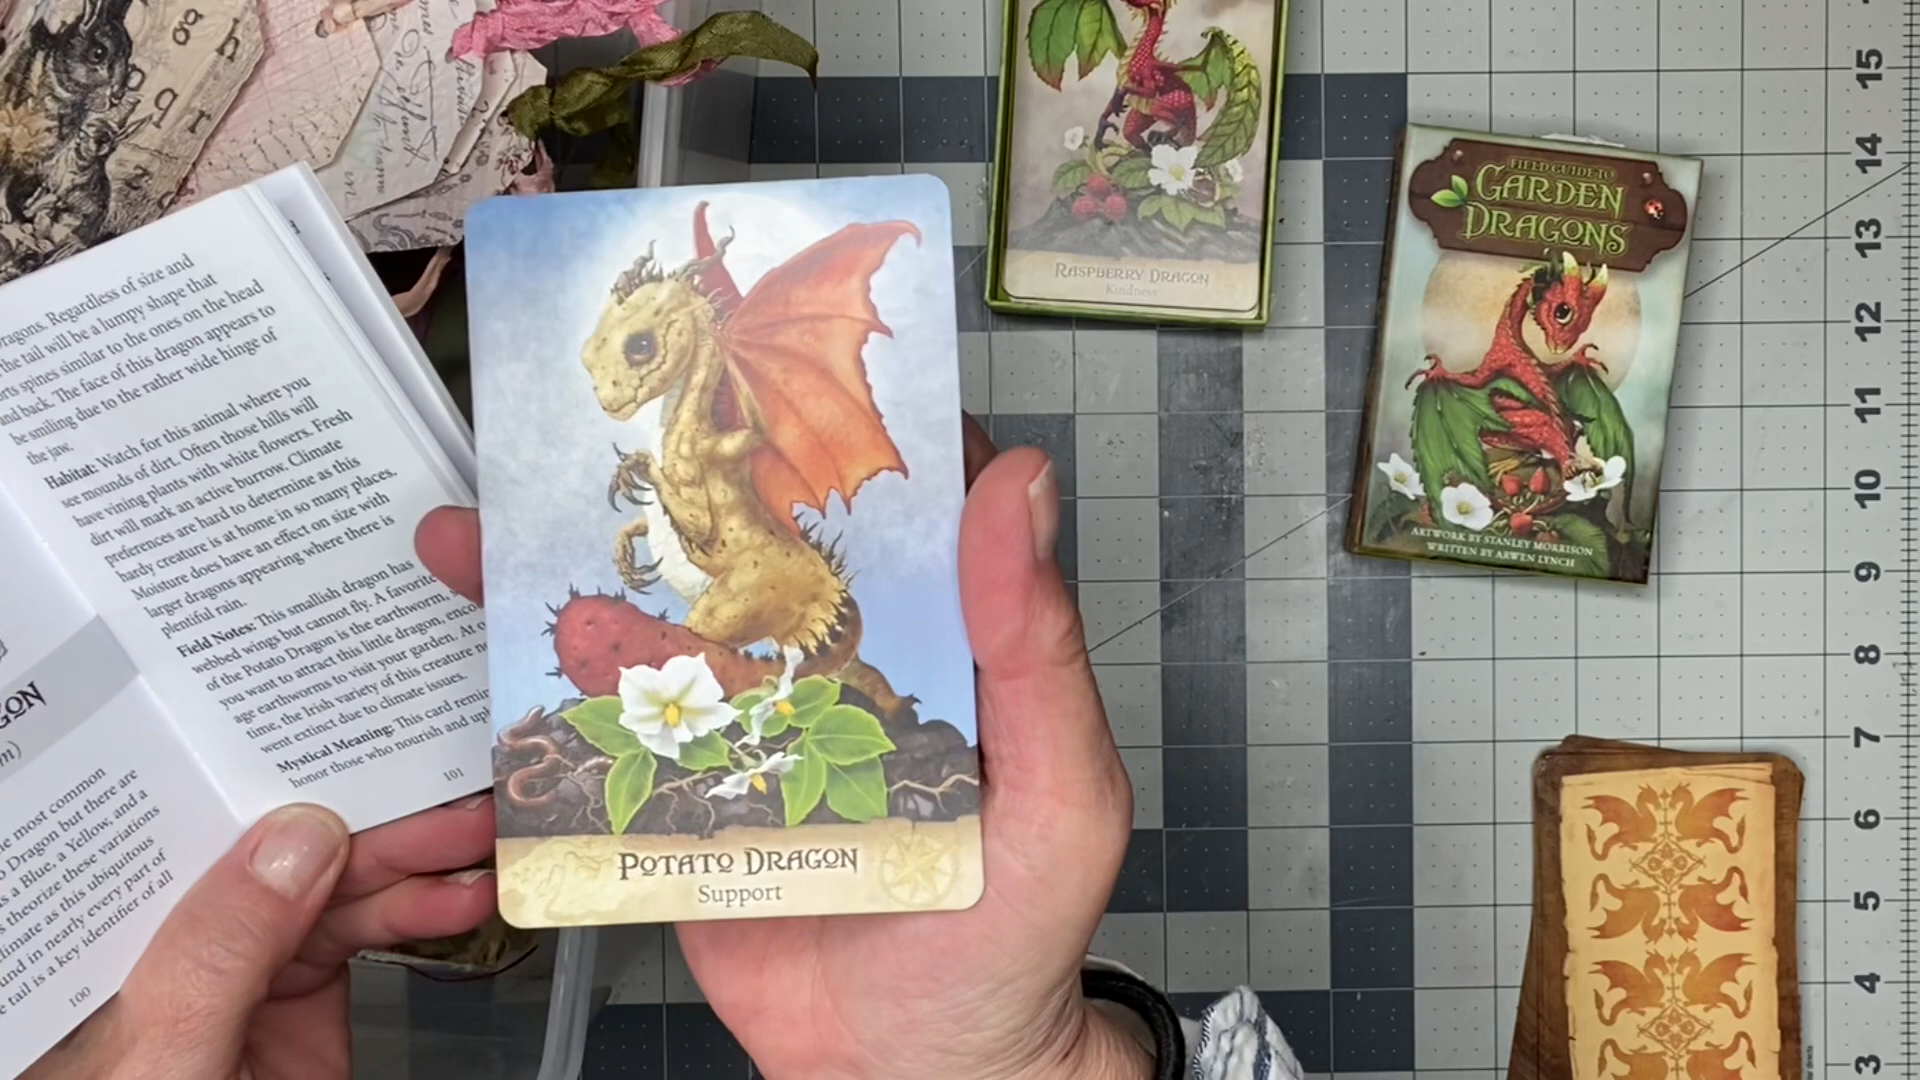 a h
q r
ragons. Regardless of size and
the tail will be a lumpy shape that
orts spines similar to the ones on the head
and back. The face of this dragon appears to
be smiling due to the rather wide hinge of
the jaw.
Habitat: Watch for this animal where you
see mounds of dirt. Often those hills will
have vining plants with white flowers. Fresh
dirt will mark an active burrow. Climate
preferences are hard to determine as this
hardy creature is at home in so many places.
Moisture does have an effect on size with
larger dragons appearing where there is
plentiful rain.
Field Notes: This smallish dragon has
webbed wings but cannot fly. A favorite
of the Potato Dragon is the earthworm,
you want to attract this little dragon, enco
age earthworms to visit your garden. At o
time, the Irish variety of this creature
went extinct due to climate issues.
Mystical Meaning: This card remin
honor those who nourish and
101
GON
m)
e most common
o Dragon but there are
s a Blue, a Yellow, and a
s theorize these variations
limate as this ubiquitous
und in nearly every part of
e tail is a key identifier of all
100
POTATO DRAGON
Support
RASPBERRY DRAGON
Kindness
FIELD GUIDE TO
GARDEN
DRAGONS
ARTWORK BY STANLEY MORRISON
WRITTEN BY ARWEN LYNCH
15
14
13
12
11
10
9
8
7
6
5
4
3